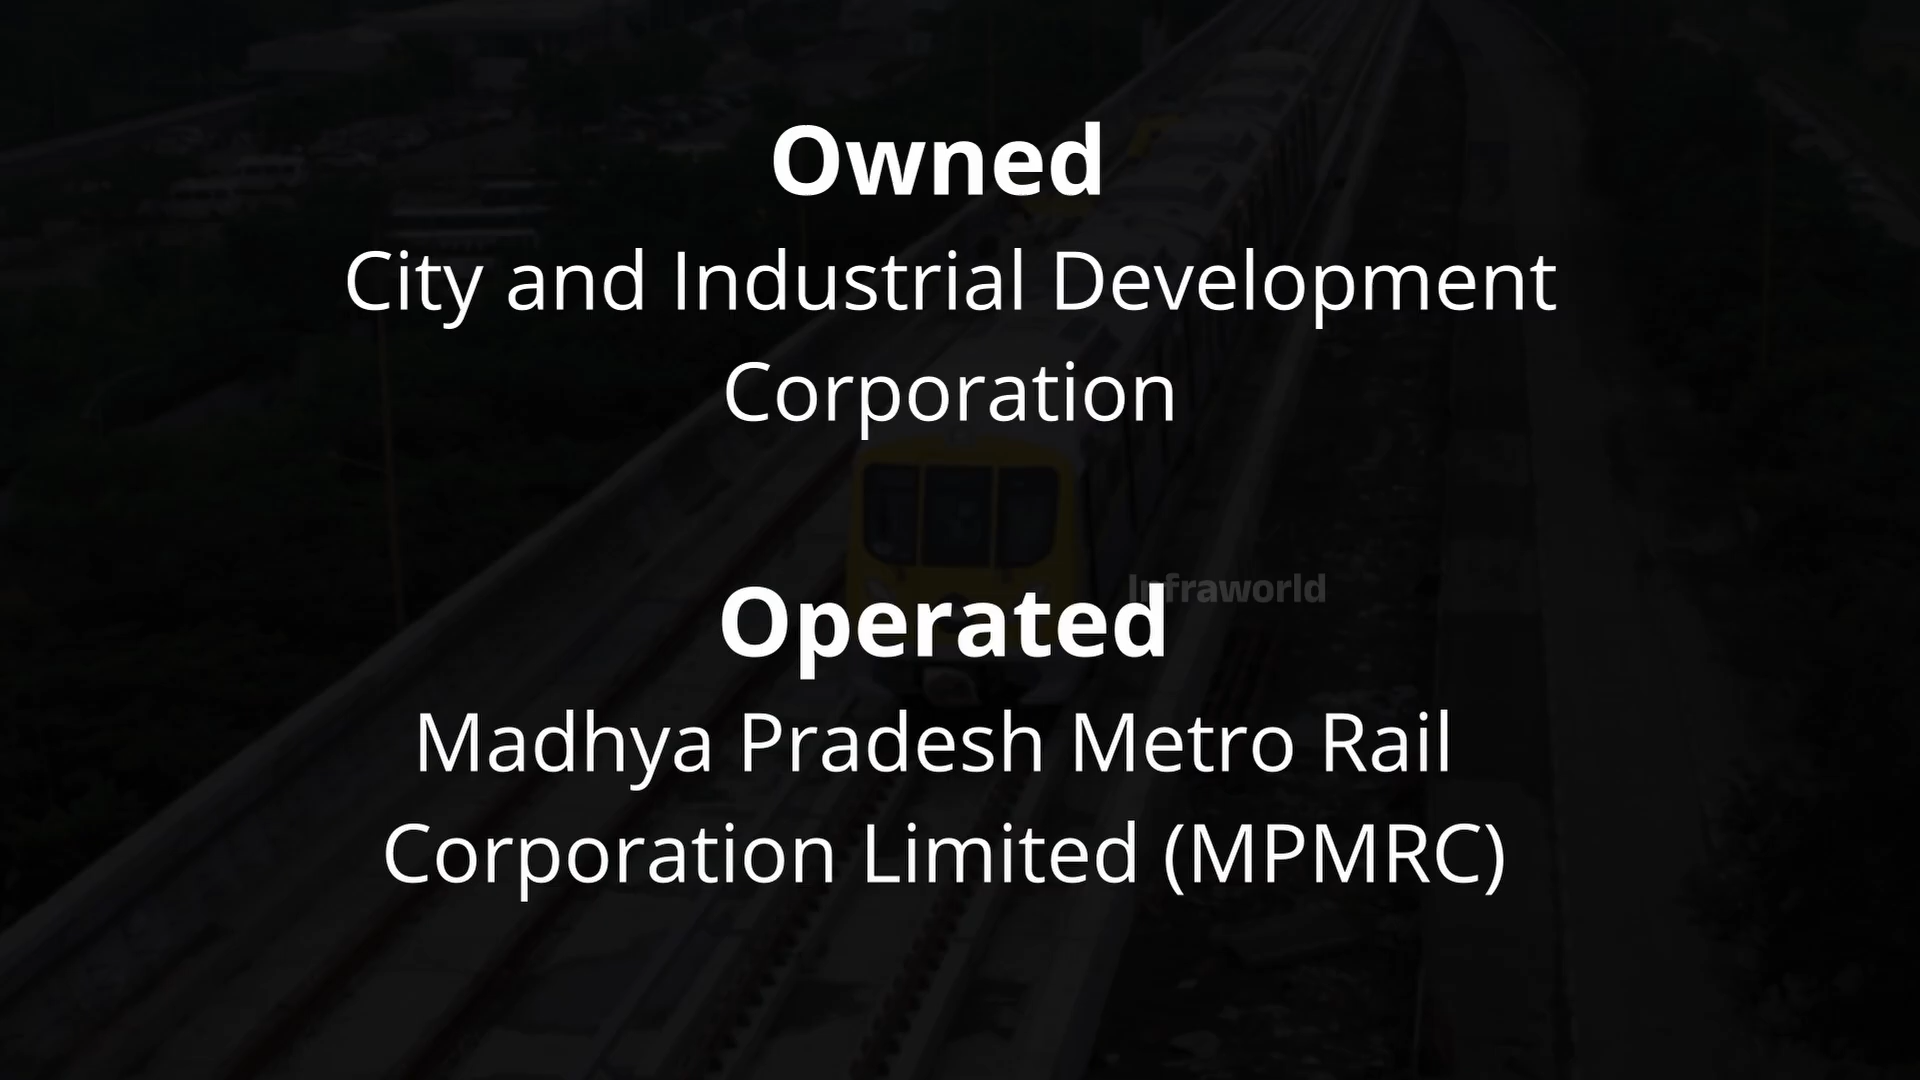 Owned
City and Industrial Development
Corporation
Infraworld
Operated
Madhya Pradesh Metro Rail
Corporation Limited (MPMRC)